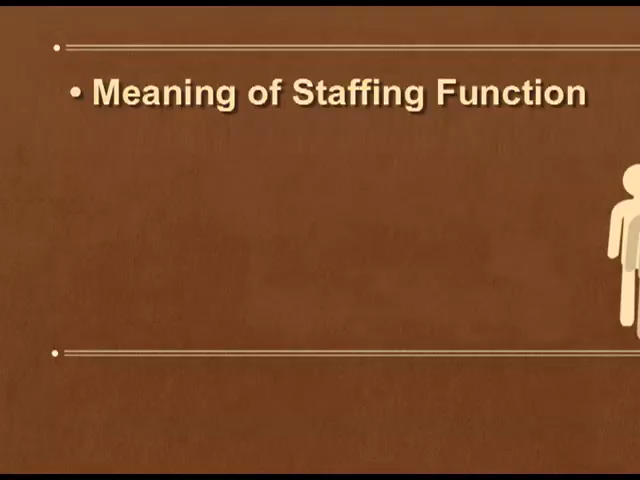 • Meaning of Staffing Function